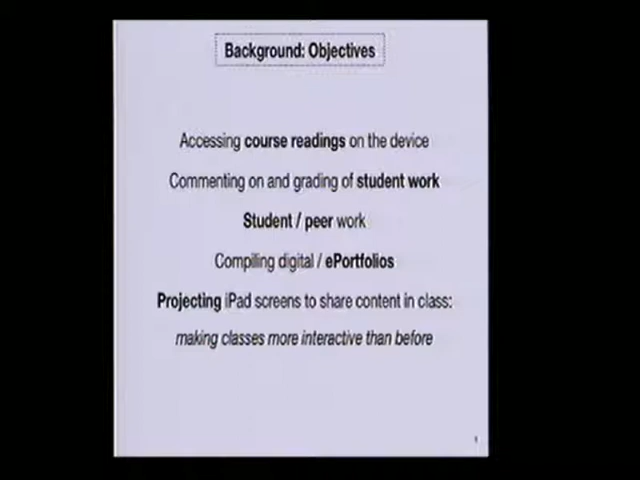 Background: Objectives
Accessing course readings on the device
Commenting on and grading of student work
Student / peer work
Compiling digital / ePortfolios
Projecting iPad screens to share content in class:
making classes more interactive than before